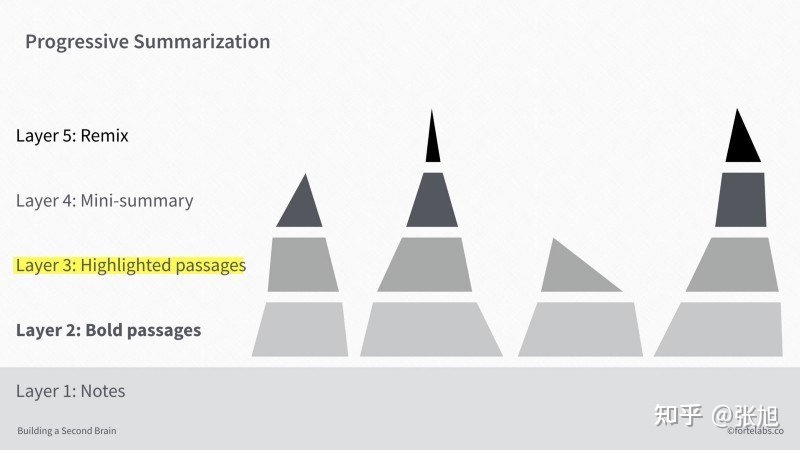 Progressive Summarization
Layer 5: Remix
Layer 4: Mini-summary
Layer 3: Highlighted passages
Layer 2: Bold passages
Layer 1: Notes
知乎 @张旭
Building a Second Brain
©fortelabs.co